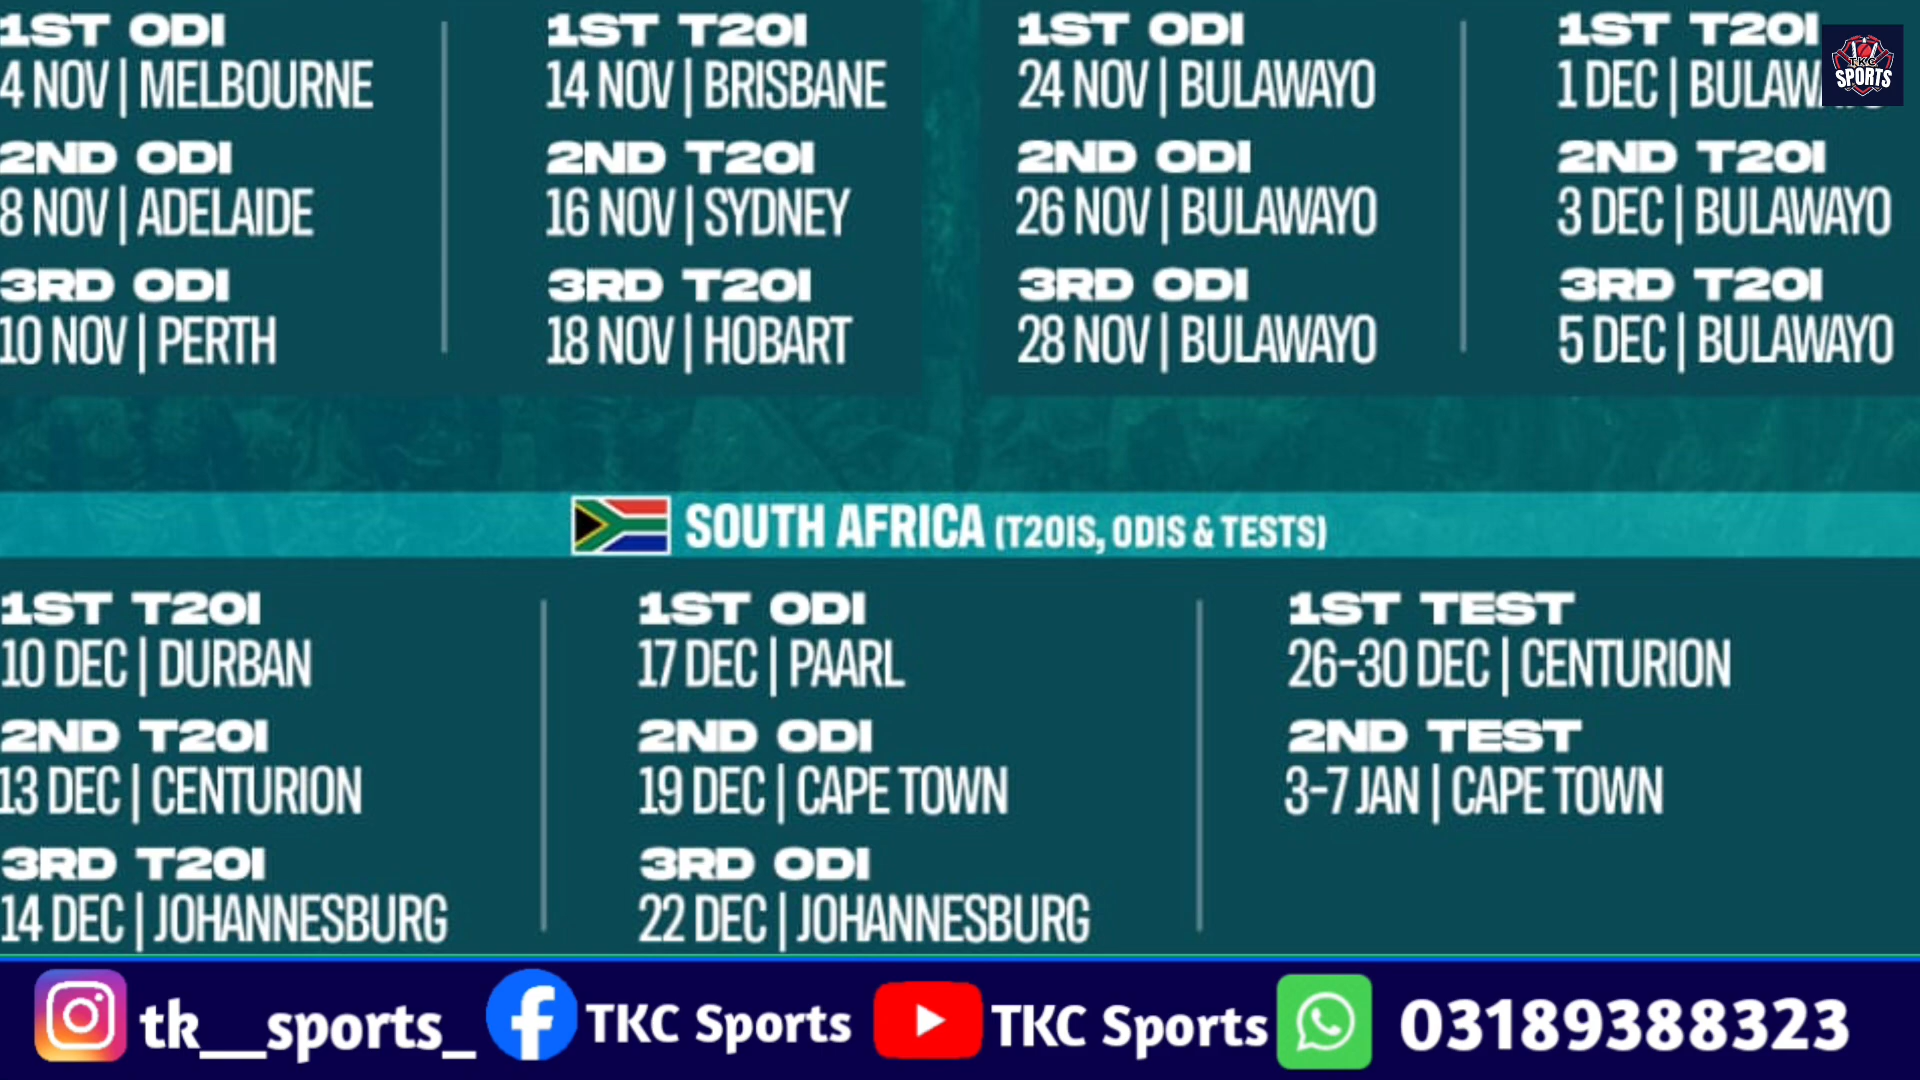 1ST ODI
4 NOV | MELBOURNE
2ND ODI
8 NOV | ADELAIDE
3RD ODI
10 NOV | PERTH
1ST T20I
14 NOV | BRISBANE
2ND T20I
16 NOV | SYDNEY
3RD T20I
18 NOV | HOBART
1ST ODI
24 NOV | BULAWAYO
2ND ODI
26 NOV | BULAWAYO
3RD ODI
28 NOV | BULAWAYO
1ST T20I
1 DEC |
2ND T20I
3 DEC | BULAWAYO
3RD T20I
5 DEC | BULAWAYO
TKC
SPORTS
SOUTH AFRICA (T20IS, ODIS & TESTS)
1ST T20I
10 DEC | DURBAN
2ND T20I
13 DEC | CENTURION
3RD T20I
14 DEC | JOHANNESBURG
1ST ODI
17 DEC | PAARL
2ND ODI
19 DEC | CAPE TOWN
3RD ODI
22 DEC | JOHANNESBURG
1ST TEST
26-30 DEC | CENTURION
2ND TEST
3-7 JAN | CAPE TOWN
tk__sports_ TKC Sports TKC Sports 03189388323